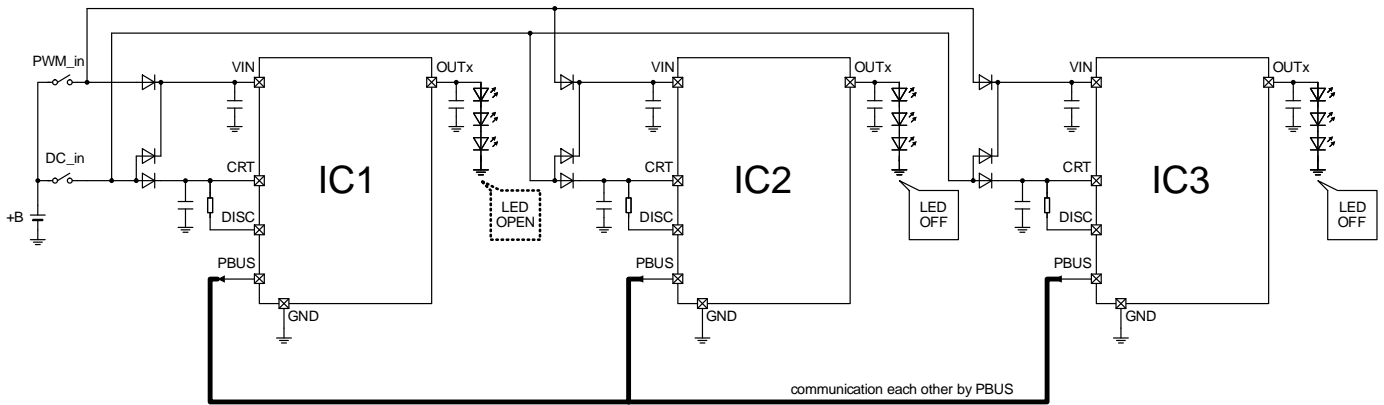 PWM_in
DC_in
+B
VIN
CRT
DISC
PBUS
GND
OUTx
IC1
LED
OPEN
VIN
CRT
DISC
PBUS
GND
OUTx
IC2
LED
OFF
VIN
CRT
DISC
PBUS
GND
OUTx
IC3
LED
OFF
communication each other by PBUS